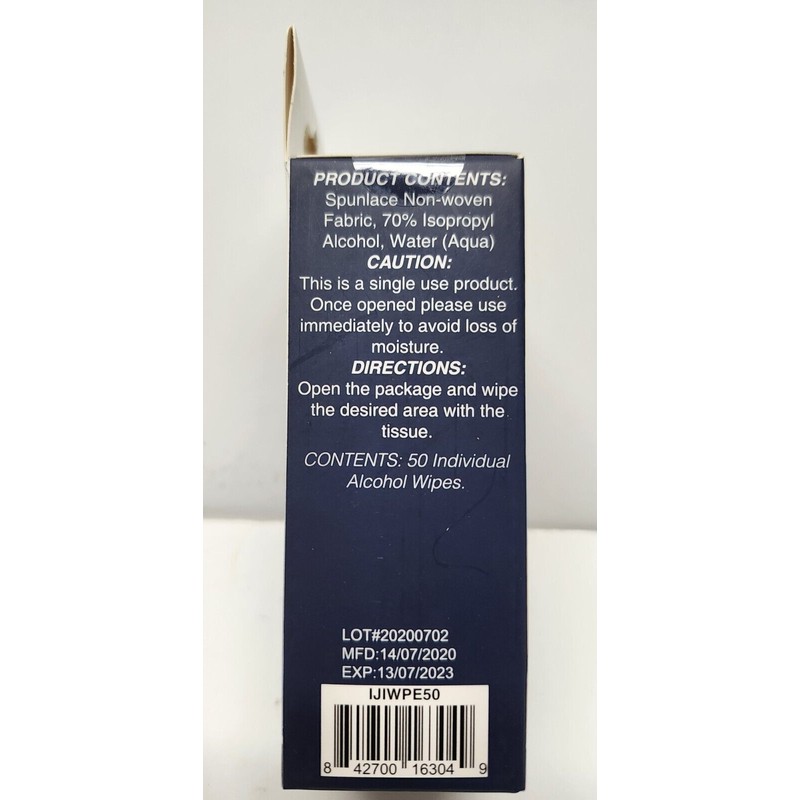 PRODUCT CONTENTS:
Spunlace Non-woven
Fabric, 70% Isopropyl
Alcohol, Water (Aqua)
CAUTION:
This is a single use product.
Once opened please use
immediately to avoid loss of
moisture.
DIRECTIONS:
Open the package and wipe
the desired area with the
tissue.
CONTENTS: 50 Individual
Alcohol Wipes.
LOT#20200702
MFD:14/07/2020
EXP:13/07/2023
IJIWPE50
8 42700 16304 9